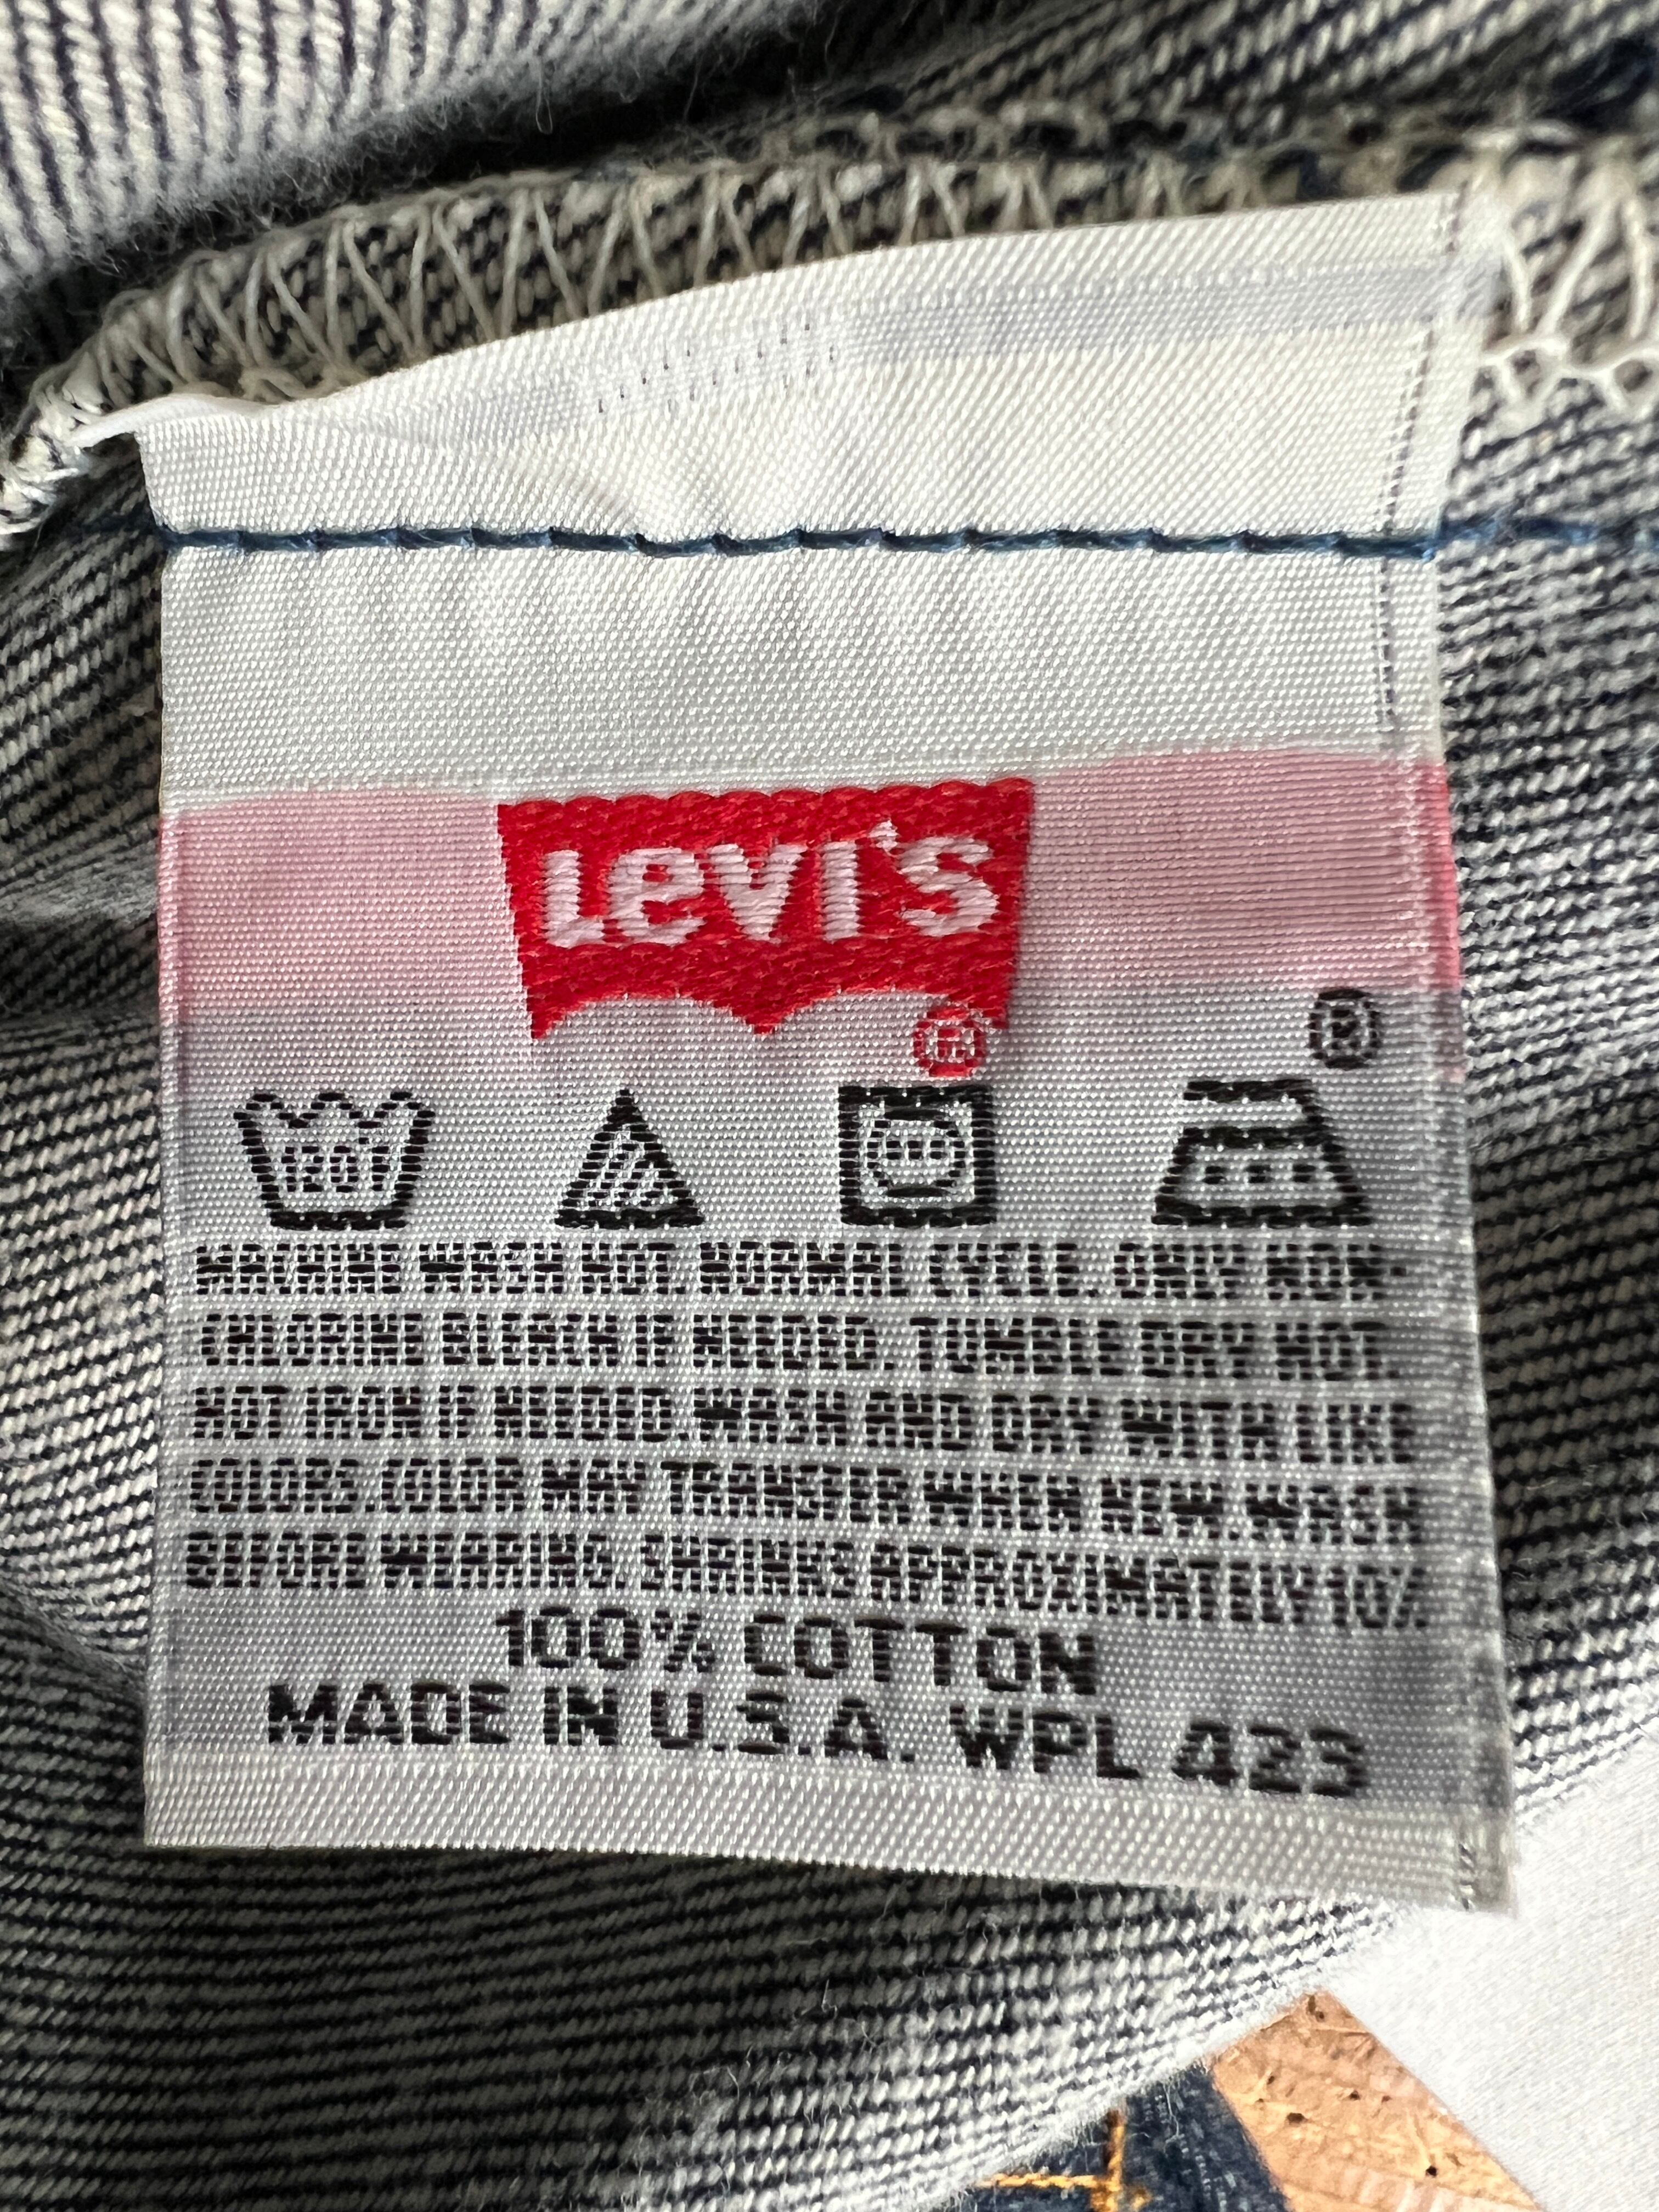 Levi's
®
®
120°F
MACHINE WASH HOT. NORMAL CYCLE. ONLY NON-
CHLORINE BLEACH IF NEEDED. TUMBLE DRY HOT.
HOT IRON IF NEEDED. WASH AND DRY WITH LIKE
COLORS. COLOR MAY TRANSFER WHEN NEW. WASH
BEFORE WEARING. SHRINKS APPROXIMATELY 10%
100% COTTON
MADE IN U.S.A. WPL 423